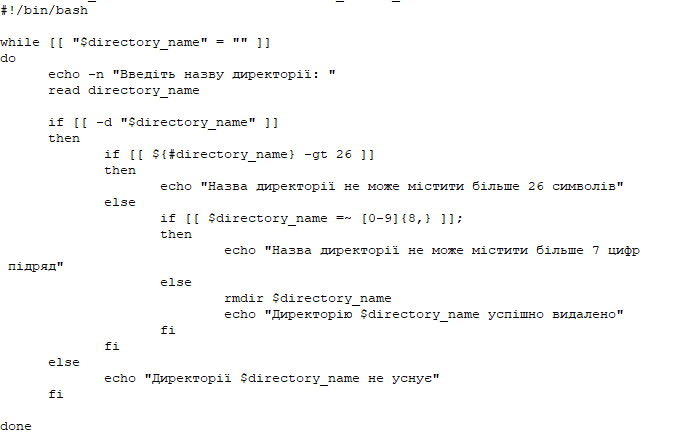 #!/bin/bash
while [[ "$directory_name" = "" ]]
do
echo -n "Введіть назву директорії: "
read directory_name
if [[ -d "$directory_name" ]]
then
if [[ ${#directory_name} -gt 26 ]]
then
echo "Назва директорії не може містити більше 26 символів"
else
if [[ $directory_name =~ [0-9]{8,} ]];
then
echo "Назва директорії не може містити більше 7 цифр
підряд"
else
rmdir $directory_name
echo "Директорію $directory_name успішно видалено"
fi
fi
else
echo "Директорії $directory_name не уснує"
fi
done